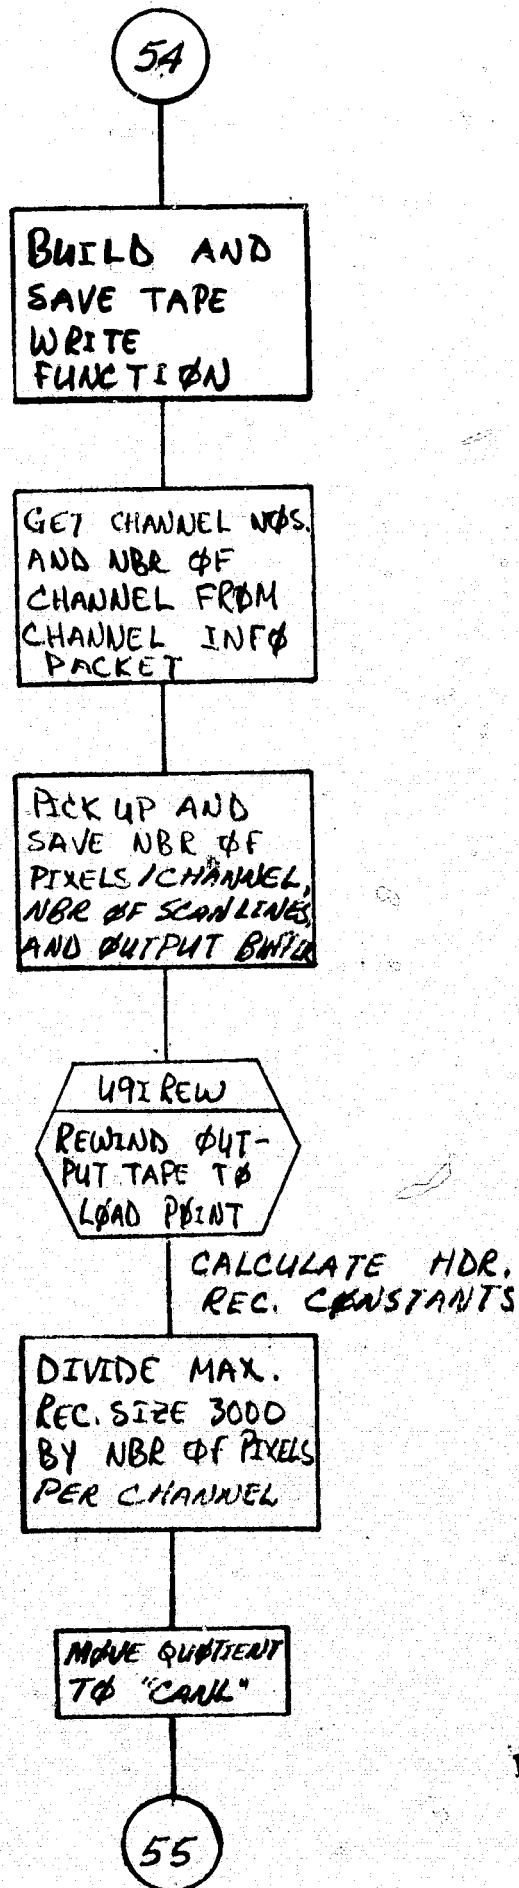 54
BUILD AND
SAVE TAPE
WRITE
FUNCTIØN
GET CHANNEL NØS.
AND NBR ØF
CHANNEL FRØM
CHANNEL INFØ
PACKET
PICK UP AND
SAVE NBR ØF
PIXELS/CHANNEL,
NBR ØF SCAN LINES,
AND ØUTPUT BUFFER
U9IREW
REWIND ØUT-
PUT TAPE TØ
LØAD PØINT
CALCULATE HDR.
REC. CØNSTANTS
DIVIDE MAX.
REC. SIZE 3000
BY NBR ØF PIXELS
PER CHANNEL
MØVE QUØTIENT
TØ "CANL"
55